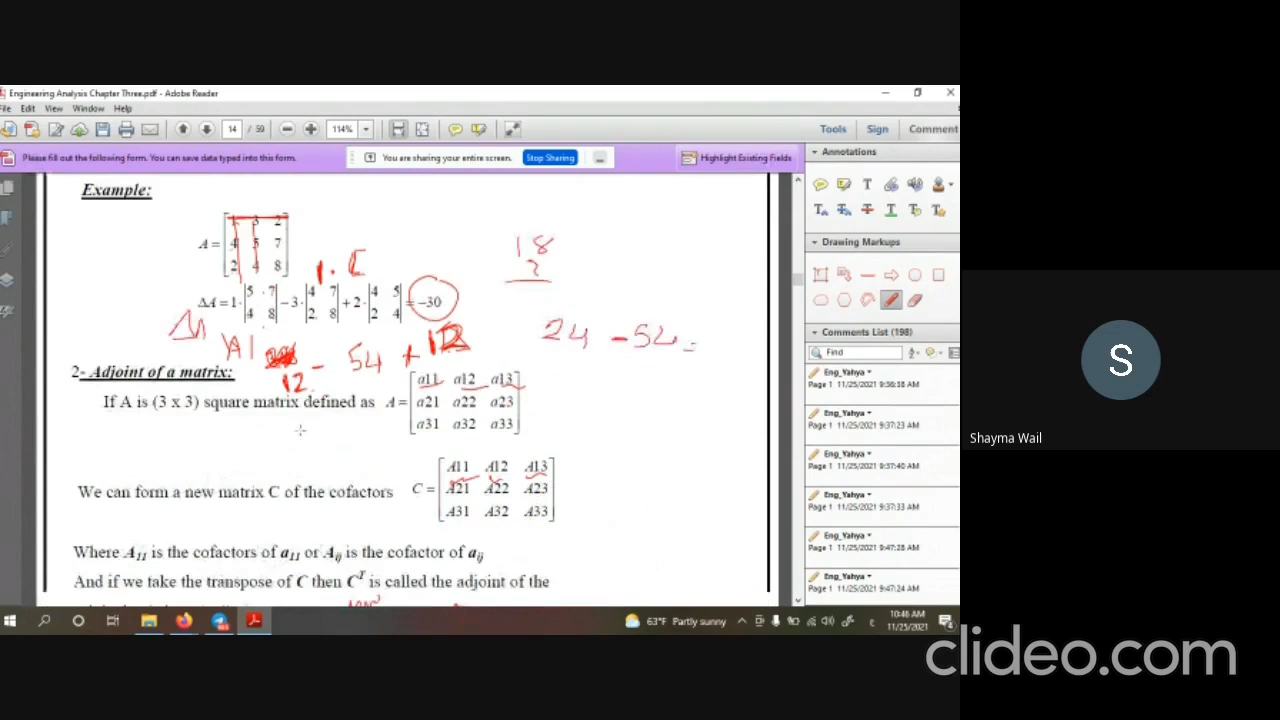 Engineering Analysis Chapter Three.pdf - Adobe Reader
File Edit View Window Help
14 / 59 114% Tools Sign Comment
Please fill out the following form. You can save data typed into this form. You are sharing your entire screen. Stop Sharing Highlight Existing Fields
Annotations
Drawing Markups
Comments List (198)
Find
Eng_Yahya
Page 1 11/25/2021 9:36:38 AM
Eng_Yahya
Page 1 11/25/2021 9:37:23 AM
Eng_Yahya
Page 1 11/25/2021 9:37:40 AM
Eng_Yahya
Page 1 11/25/2021 9:37:33 AM
Eng_Yahya
Page 1 11/25/2021 9:47:28 AM
Eng_Yahya
Page 1 11/25/2021 9:47:24 AM
Example:
A = [1 3 2
4 5 7
2 4 8]
18
2
ΔA = 1· |5 7; 4 8| − 3· |4 7; 2 8| + 2· |4 5; 2 4| = −30
24 - 54 =
|A|
12 - 54 + 12
2- Adjoint of a matrix:
If A is (3 x 3) square matrix defined as A = [a11 a12 a13
a21 a22 a23
a31 a32 a33]
We can form a new matrix C of the cofactors C = [A11 A12 A13
A21 A22 A23
A31 A32 A33]
Where A11 is the cofactors of a11 or Aij is the cofactor of aij
And if we take the transpose of C then C^T is called the adjoint of the
63°F Partly sunny
10:46 AM
11/25/2021
S
Shayma Wail
clideo.com